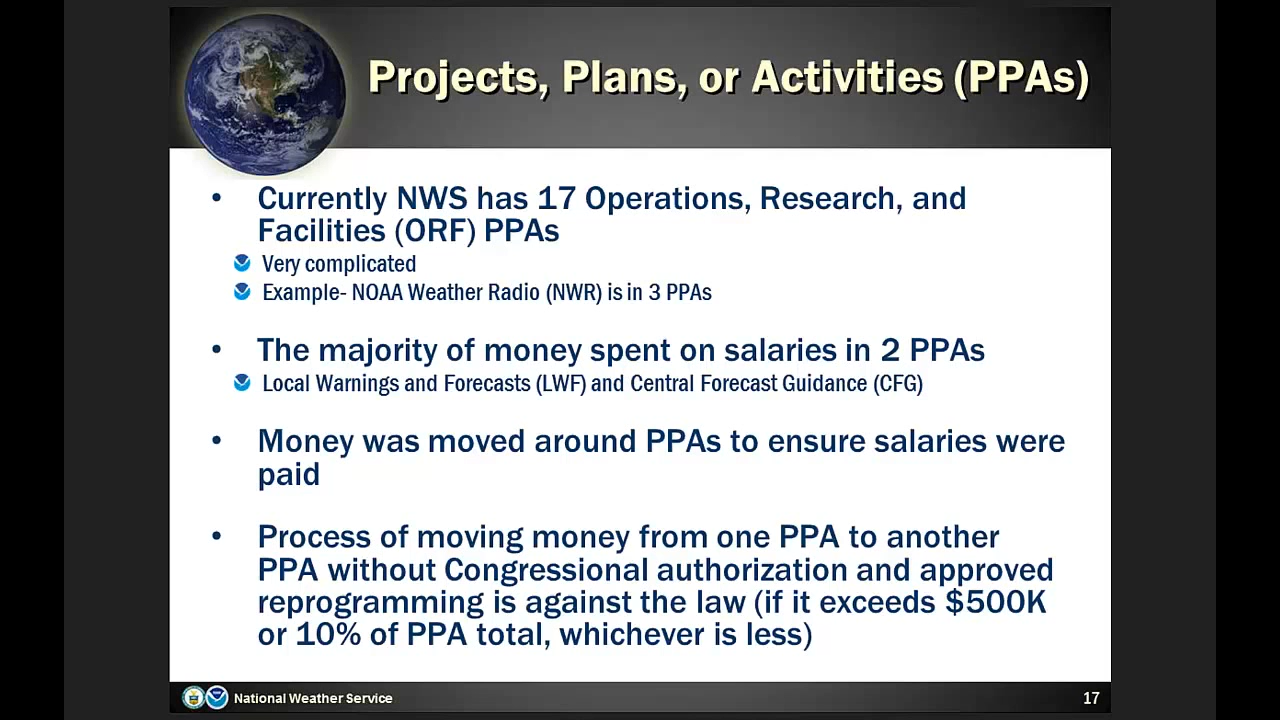 Projects, Plans, or Activities (PPAs)
• Currently NWS has 17 Operations, Research, and
Facilities (ORF) PPAs
Very complicated
Example- NOAA Weather Radio (NWR) is in 3 PPAs
• The majority of money spent on salaries in 2 PPAs
Local Warnings and Forecasts (LWF) and Central Forecast Guidance (CFG)
• Money was moved around PPAs to ensure salaries were
paid
• Process of moving money from one PPA to another
PPA without Congressional authorization and approved
reprogramming is against the law (if it exceeds $500K
or 10% of PPA total, whichever is less)
National Weather Service
17